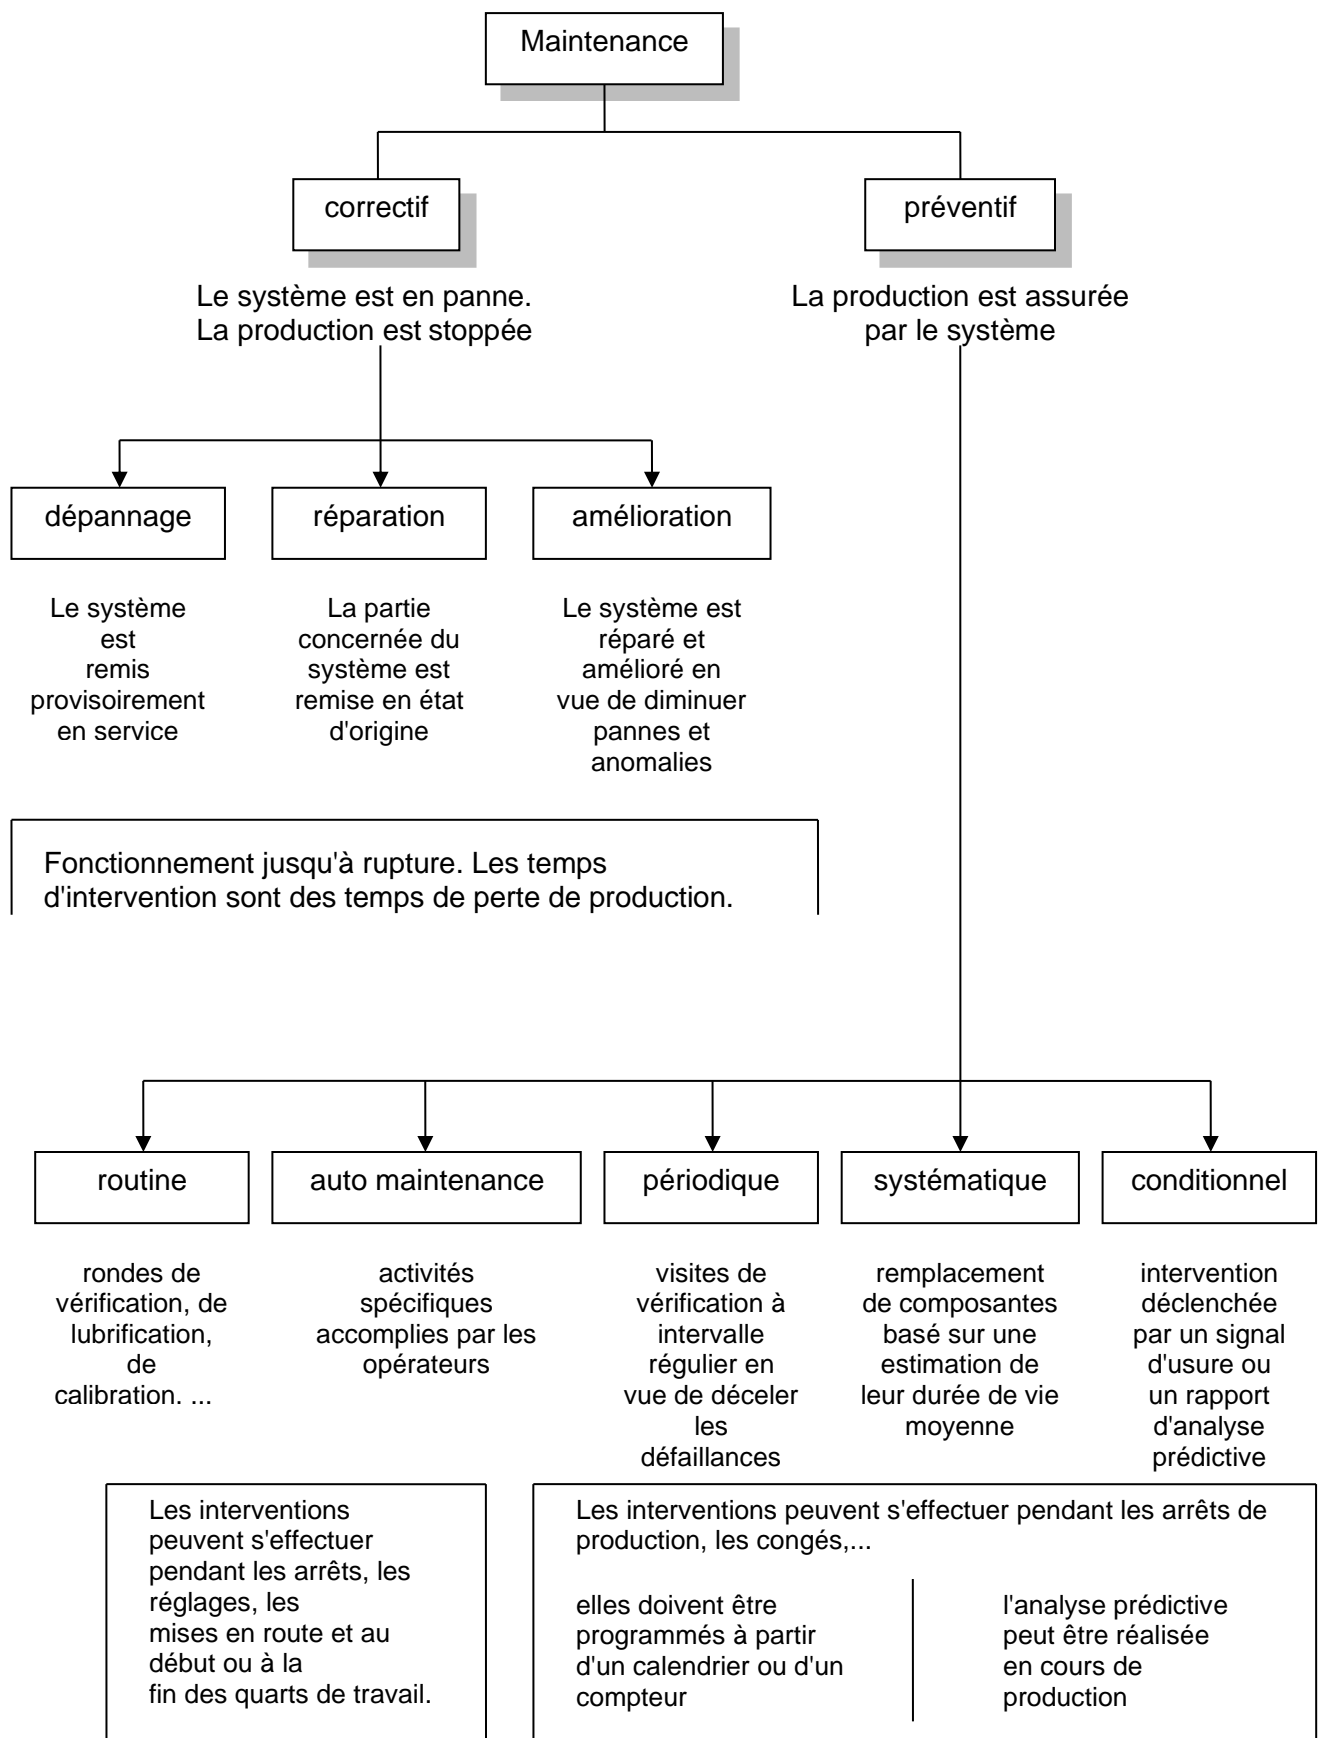 Maintenance
correctif
préventif
Le système est en panne.
La production est stoppée
La production est assurée
par le système
dépannage
réparation
amélioration
Le système
est
remis
provisoirement
en service
La partie
concernée du
système est
remise en état
d'origine
Le système est
réparé et
amélioré en
vue de diminuer
pannes et
anomalies
Fonctionnement jusqu'à rupture. Les temps
d'intervention sont des temps de perte de production.
routine
auto maintenance
périodique
systématique
conditionnel
rondes de
vérification, de
lubrification,
de
calibration. ...
activités
spécifiques
accomplies par les
opérateurs
visites de
vérification à
intervalle
régulier en
vue de déceler
les
défaillances
remplacement
de composantes
basé sur une
estimation de
leur durée de vie
moyenne
intervention
déclenchée
par un signal
d'usure ou
un rapport
d'analyse
prédictive
Les interventions
peuvent s'effectuer
pendant les arrêts, les
réglages, les
mises en route et au
début ou à la
fin des quarts de travail.
Les interventions peuvent s'effectuer pendant les arrêts de
production, les congés,...
elles doivent être
programmés à partir
d'un calendrier ou d'un
compteur
l'analyse prédictive
peut être réalisée
en cours de
production